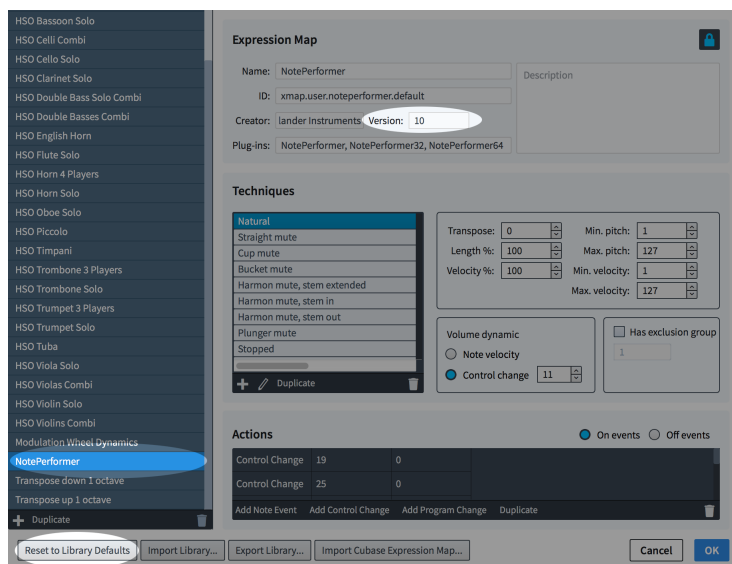 HSO Bassoon Solo
HSO Celli Combi
HSO Cello Solo
HSO Clarinet Solo
HSO Double Bass Solo Combi
HSO Double Basses Combi
HSO English Horn
HSO Flute Solo
HSO Horn 4 Players
HSO Horn Solo
HSO Oboe Solo
HSO Piccolo
HSO Timpani
HSO Trombone 3 Players
HSO Trombone Solo
HSO Trumpet 3 Players
HSO Trumpet Solo
HSO Tuba
HSO Viola Solo
HSO Violas Combi
HSO Violin Solo
HSO Violins Combi
Modulation Wheel Dynamics
NotePerformer
Transpose down 1 octave
Transpose up 1 octave
Duplicate
Expression Map
Name: NotePerformer
Description
ID: xmap.user.noteperformer.default
Creator: lander Instruments Version: 10
Plug-ins: NotePerformer, NotePerformer32, NotePerformer64
Techniques
Natural
Straight mute
Cup mute
Bucket mute
Harmon mute, stem extended
Harmon mute, stem in
Harmon mute, stem out
Plunger mute
Stopped
Duplicate
Transpose: 0 Min. pitch: 1
Length %: 100 Max. pitch: 127
Velocity %: 100 Min. velocity: 1
Max. velocity: 127
Volume dynamic
Note velocity
Control change 11
Has exclusion group
1
Actions
On events Off events
Control Change 19 0
Control Change 25 0
Add Note Event Add Control Change Add Program Change Duplicate
Reset to Library Defaults Import Library... Export Library... Import Cubase Expression Map... Cancel OK